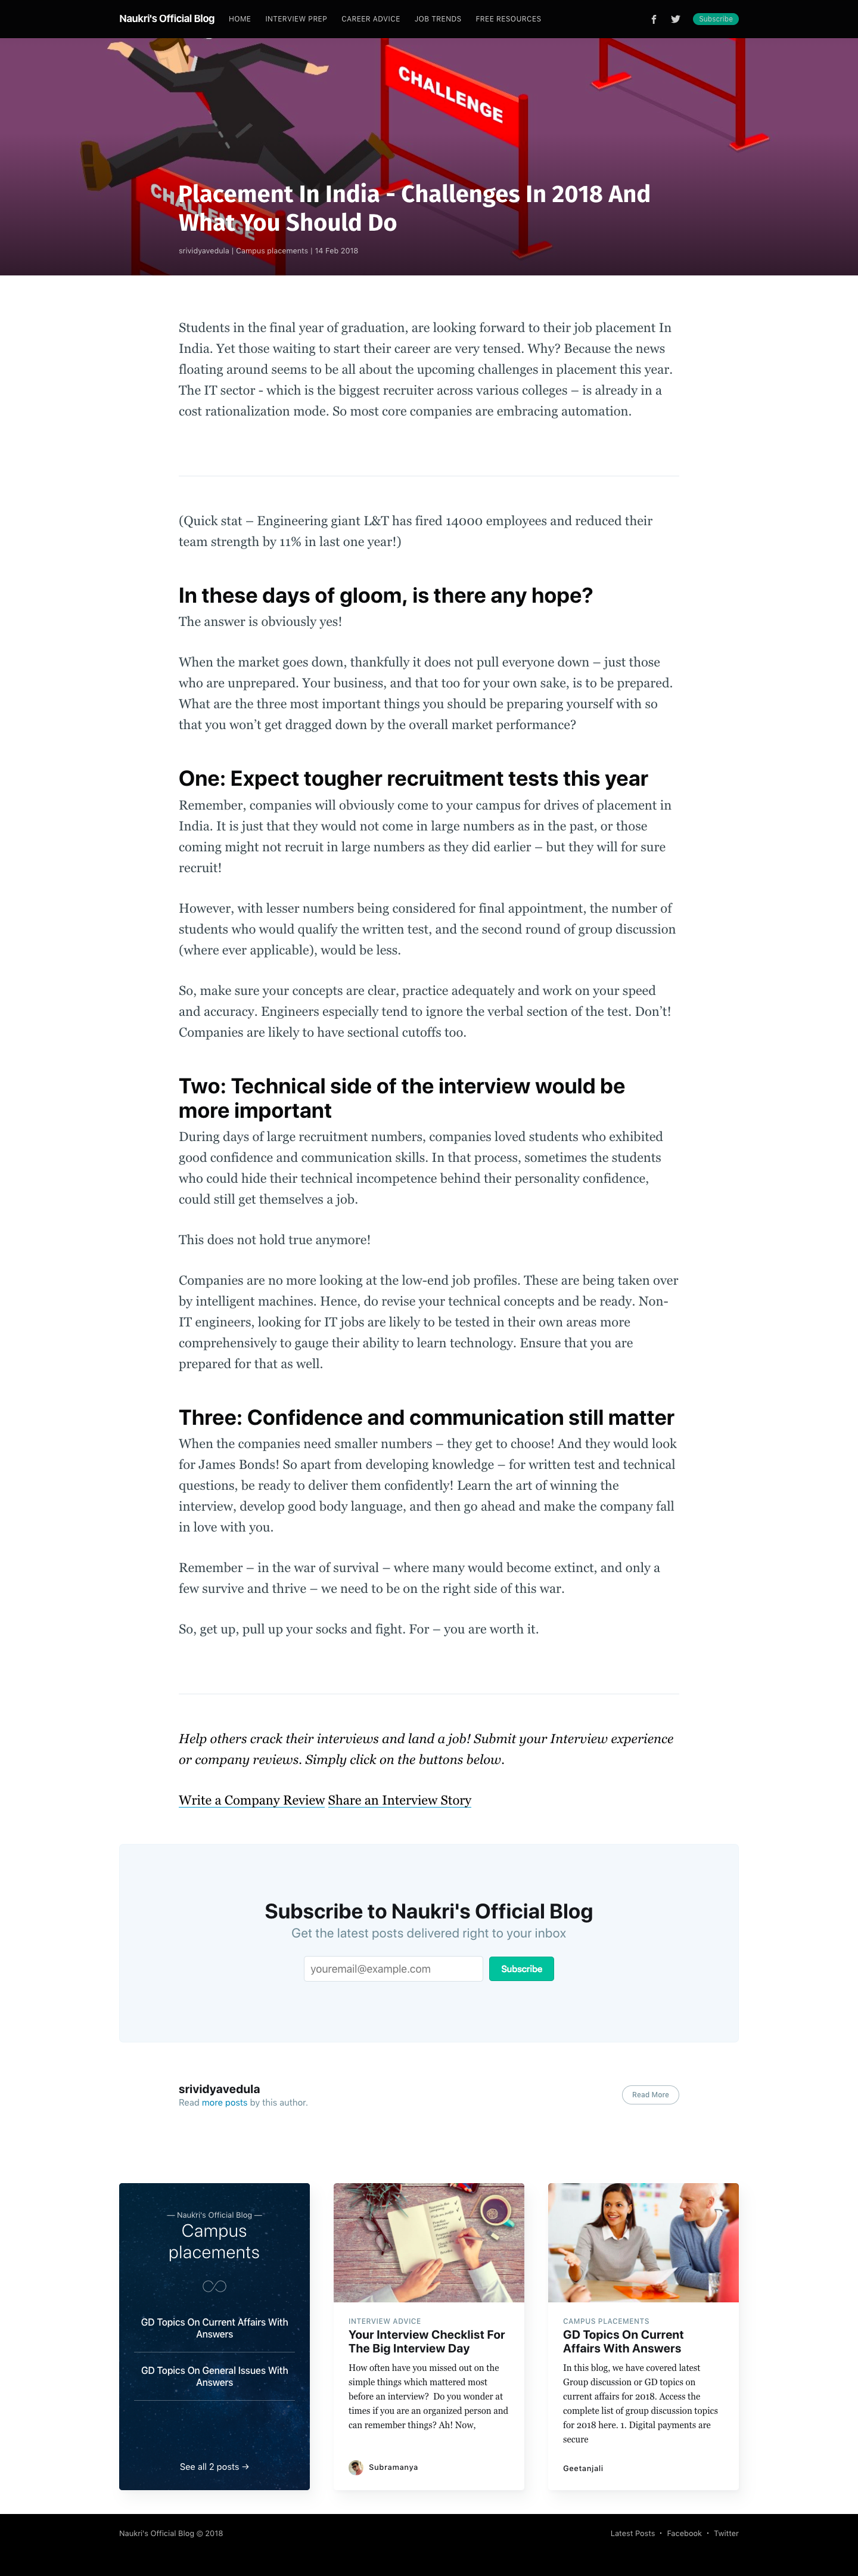 Naukri's Official Blog HOME INTERVIEW PREP CAREER ADVICE JOB TRENDS FREE RESOURCES Subscribe
CHALLENGE
CHALLENGE
Placement In India - Challenges In 2018 And
What You Should Do
srividyavedula | Campus placements | 14 Feb 2018
Students in the final year of graduation, are looking forward to their job placement In
India. Yet those waiting to start their career are very tensed. Why? Because the news
floating around seems to be all about the upcoming challenges in placement this year.
The IT sector - which is the biggest recruiter across various colleges – is already in a
cost rationalization mode. So most core companies are embracing automation.
(Quick stat – Engineering giant L&T has fired 14000 employees and reduced their
team strength by 11% in last one year!)
In these days of gloom, is there any hope?
The answer is obviously yes!
When the market goes down, thankfully it does not pull everyone down – just those
who are unprepared. Your business, and that too for your own sake, is to be prepared.
What are the three most important things you should be preparing yourself with so
that you won't get dragged down by the overall market performance?
One: Expect tougher recruitment tests this year
Remember, companies will obviously come to your campus for drives of placement in
India. It is just that they would not come in large numbers as in the past, or those
coming might not recruit in large numbers as they did earlier – but they will for sure
recruit!
However, with lesser numbers being considered for final appointment, the number of
students who would qualify the written test, and the second round of group discussion
(where ever applicable), would be less.
So, make sure your concepts are clear, practice adequately and work on your speed
and accuracy. Engineers especially tend to ignore the verbal section of the test. Don't!
Companies are likely to have sectional cutoffs too.
Two: Technical side of the interview would be
more important
During days of large recruitment numbers, companies loved students who exhibited
good confidence and communication skills. In that process, sometimes the students
who could hide their technical incompetence behind their personality confidence,
could still get themselves a job.
This does not hold true anymore!
Companies are no more looking at the low-end job profiles. These are being taken over
by intelligent machines. Hence, do revise your technical concepts and be ready. Non-
IT engineers, looking for IT jobs are likely to be tested in their own areas more
comprehensively to gauge their ability to learn technology. Ensure that you are
prepared for that as well.
Three: Confidence and communication still matter
When the companies need smaller numbers – they get to choose! And they would look
for James Bonds! So apart from developing knowledge – for written test and technical
questions, be ready to deliver them confidently! Learn the art of winning the
interview, develop good body language, and then go ahead and make the company fall
in love with you.
Remember – in the war of survival – where many would become extinct, and only a
few survive and thrive – we need to be on the right side of this war.
So, get up, pull up your socks and fight. For – you are worth it.
Help others crack their interviews and land a job! Submit your Interview experience
or company reviews. Simply click on the buttons below.
Write a Company Review Share an Interview Story
Subscribe to Naukri's Official Blog
Get the latest posts delivered right to your inbox
youremail@example.com Subscribe
srividyavedula
Read more posts by this author.
Read More
— Naukri's Official Blog —
Campus
placements
GD Topics On Current Affairs With
Answers
GD Topics On General Issues With
Answers
See all 2 posts →
INTERVIEW ADVICE
Your Interview Checklist For
The Big Interview Day
How often have you missed out on the
simple things which mattered most
before an interview? Do you wonder at
times if you are an organized person and
can remember things? Ah! Now,
Subramanya
CAMPUS PLACEMENTS
GD Topics On Current
Affairs With Answers
In this blog, we have covered latest
Group discussion or GD topics on
current affairs for 2018. Access the
complete list of group discussion topics
for 2018 here. 1. Digital payments are
secure
Geetanjali
Naukri's Official Blog © 2018
Latest Posts • Facebook • Twitter